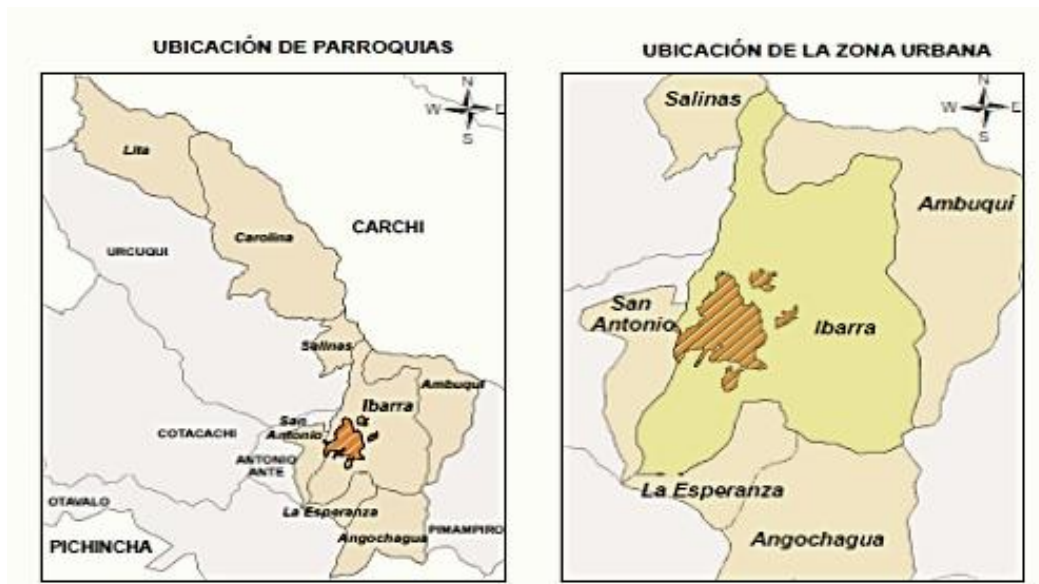 UBICACIÓN DE PARROQUIAS
N
W E
S
Lita
Carolina
CARCHI
URCUQUI
Salinas
Ambuquí
Ibarra
San
Antonio
COTACACHI
ANTONIO
ANTE
OTAVALO
La Esperanza
PIMAMPIRO
Angochagua
PICHINCHA
UBICACIÓN DE LA ZONA URBANA
N
W E
S
Salinas
Ambuquí
San
Antonio
Ibarra
La Esperanza
Angochagua